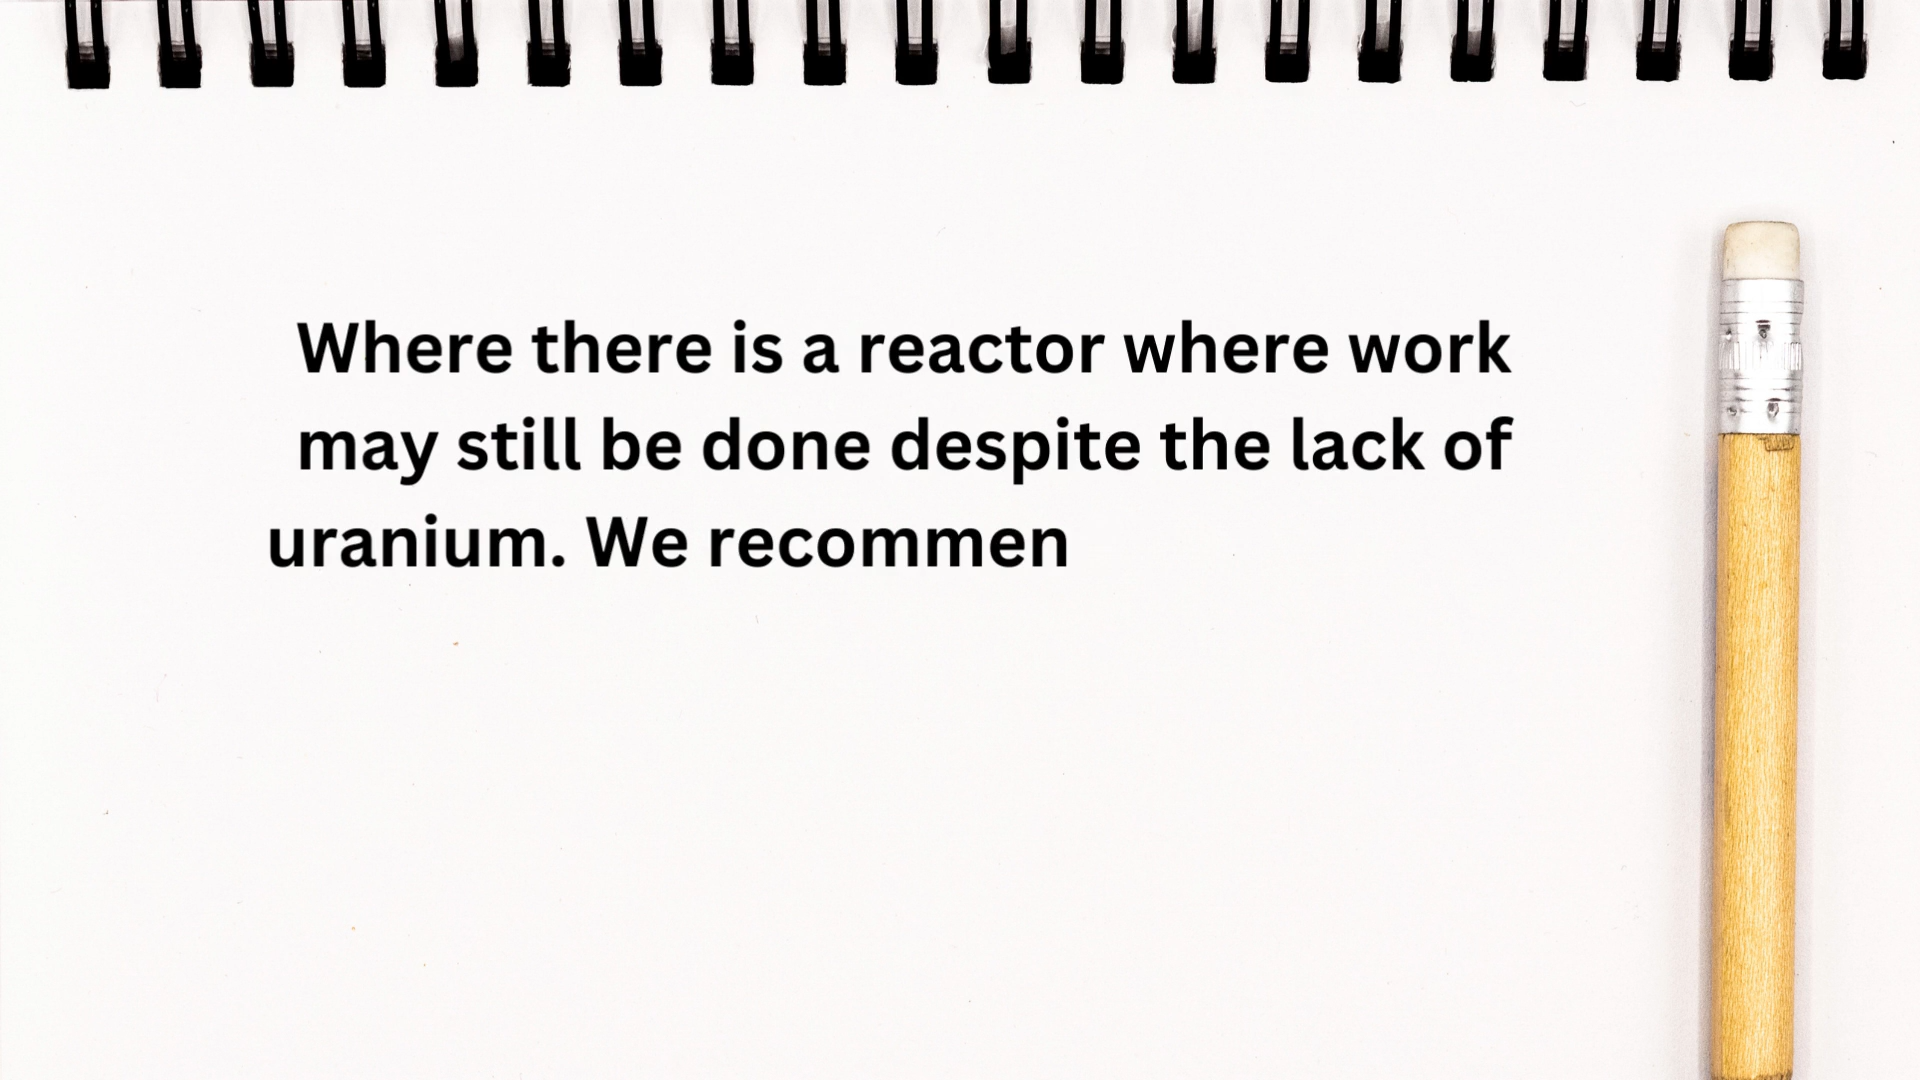 Where there is a reactor where work
may still be done despite the lack of
uranium. We recommen